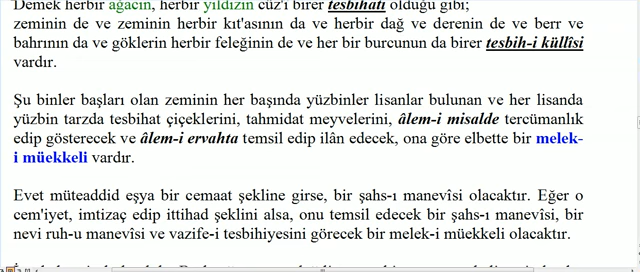 Demek herbir ağacın, herbir yıldızın cüz'î birer tesbihatı olduğu gibi;
zeminin de ve zeminin herbir kıt'asının da ve herbir dağ ve derenin de ve berr ve
bahrının da ve göklerin herbir feleğinin de ve her bir burcunun da birer tesbih-i küllîsi
vardır.
Şu binler başları olan zeminin her başında yüzbinler lisanlar bulunan ve her lisanda
yüzbin tarzda tesbihat çiçeklerini, tahmidat meyvelerini, âlem-i misalde tercümanlık
edip gösterecek ve âlem-i ervahta temsil edip ilân edecek, ona göre elbette bir melek-
i müekkeli vardır.
Evet müteaddid eşya bir cemaat şekline girse, bir şahs-ı manevîsi olacaktır. Eğer o
cem'iyet, imtizaç edip ittihad şeklini alsa, onu temsil edecek bir şahs-ı manevîsi, bir
nevi ruh-u manevîsi ve vazife-i tesbihiyesini görecek bir melek-i müekkeli olacaktır.